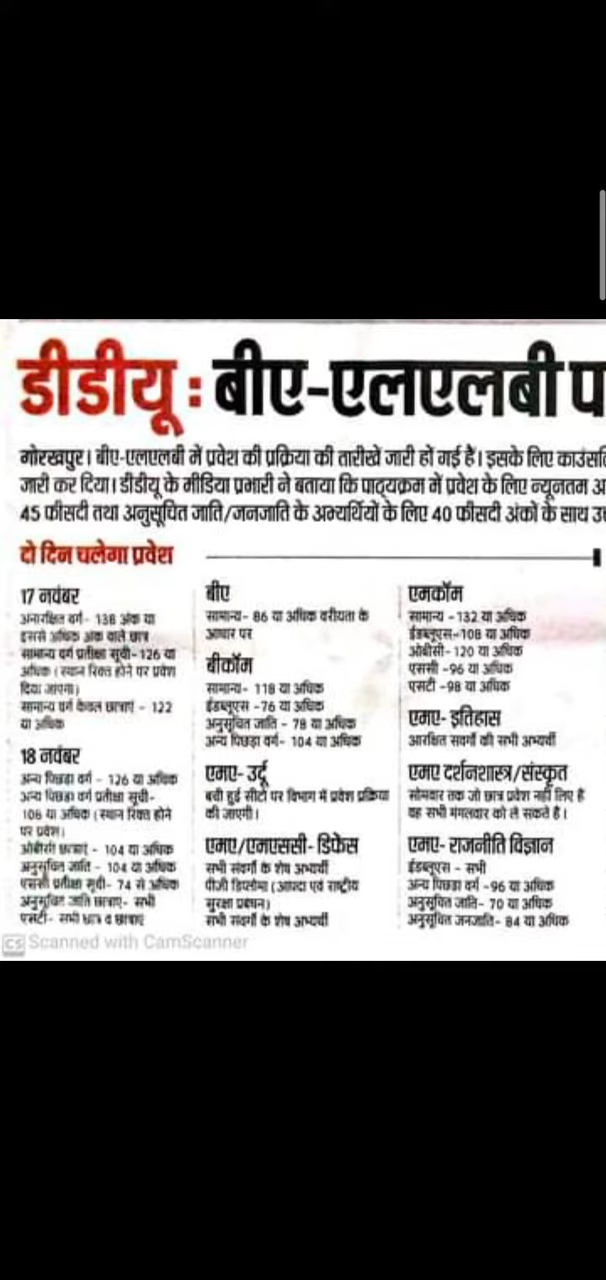 डीडीयू : बीए-एलएलबी प
गोरखपुर। बीए-एलएलबी में प्रवेश की प्रक्रिया की तारीखें जारी हों गई हैं। इसके लिए काउंसलि
जारी कर दिया। डीडीयू के मीडिया प्रभारी ने बताया कि पाठ्यक्रम में प्रवेश के लिए न्यूनतम अ
45 फीसदी तथा अनुसूचित जाति/जनजाति के अभ्यर्थियों के लिए 40 फीसदी अंकों के साथ उ
दो दिन चलेगा प्रवेश
17 नवंबर
अनारक्षित वर्ग- 138 अंक या
इससे अधिक अंक वाले छात्र
सामान्य वर्ग प्रतीक्षा सूची-126 या
अधिक (स्थान रिक्त होने पर प्रवेश
दिया जाएगा)
सामान्य वर्ग केवल छात्राएं - 122
या अधिक
18 नवंबर
अन्य पिछड़ा वर्ग - 126 या अधिक
अन्य पिछड़ा वर्ग प्रतीक्षा सूची-
106 या अधिक (स्थान रिक्त होने
पर प्रवेश)
ओबीसी छात्राएं - 104 या अधिक
अनुसूचित जाति - 104 या अधिक
एससी प्रतीक्षा सूची- 74 से अधिक
अनुसूचित जाति छात्राएं- सभी
एसटी- सभी छात्र व छात्राएं
बीए
सामान्य- 86 या अधिक वरीयता के
आधार पर
बीकॉम
सामान्य- 118 या अधिक
ईडब्लूएस -76 या अधिक
अनुसूचित जाति - 78 या अधिक
अन्य पिछड़ा वर्ग- 104 या अधिक
एमए- उर्दू
बची हुई सीटों पर विभाग में प्रवेश प्रक्रिया
की जाएगी।
एमए/एमएससी- डिफेंस
सभी संवर्गों के शेष अभ्यर्थी
पीजी डिप्लोमा (आपदा एवं राष्ट्रीय
सुरक्षा प्रबंधन)
सभी संवर्गों के शेष अभ्यर्थी
एमकॉम
सामान्य -132 या अधिक
ईडब्लूएस-108 या अधिक
ओबीसी- 120 या अधिक
एससी -96 या अधिक
एसटी -98 या अधिक
एमए- इतिहास
आरक्षित सवर्गों की सभी अभ्यर्थी
एमए दर्शनशास्त्र/संस्कृत
सोमवार तक जो छात्र प्रवेश नहीं लिए है
वह सभी मंगलवार को ले सकते है।
एमए- राजनीति विज्ञान
ईडब्लूएस - सभी
अन्य पिछड़ा वर्ग -96 या अधिक
अनुसूचित जाति- 70 या अधिक
अनुसूचित जनजाति- 84 या अधिक
CS Scanned with CamScanner